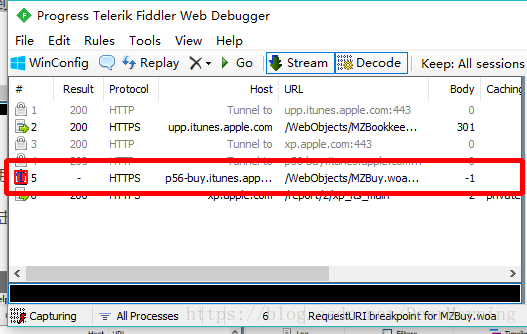 Progress Telerik Fiddler Web Debugger
File Edit Rules Tools View Help
WinConfig Replay Go Stream Decode Keep: All sessions
# Result Protocol Host URL Body Caching
1 200 HTTP Tunnel to upp.itunes.apple.com:443 0
2 200 HTTPS upp.itunes.apple.com /WebObjects/MZBookkee... 301
3 200 HTTP Tunnel to xp.apple.com:443 0
4 200 HTTP Tunnel to p56-buy.itunes.apple.com:443 0
5 - HTTPS p56-buy.itunes.app... /WebObjects/MZBuy.woa... -1
6 200 HTTPS xp.apple.com /report/2/xp_its_main 2 private
Capturing All Processes 6 RequestURI breakpoint for MZBuy.woa